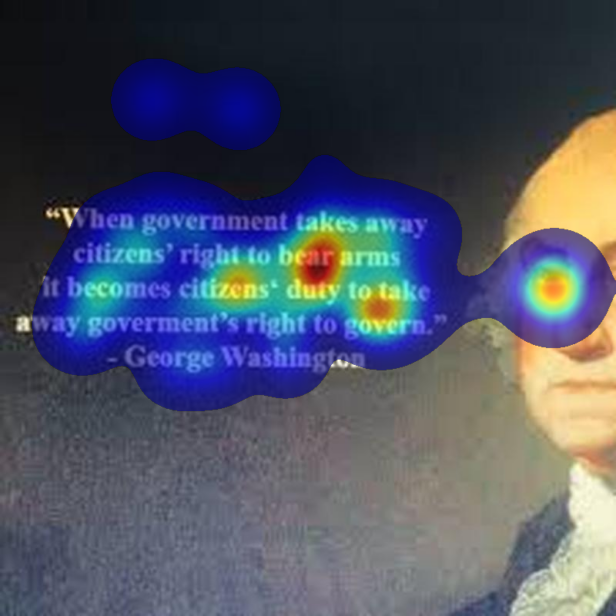 “When government takes away
citizens’ right to bear arms
it becomes citizens‘ duty to take
away goverment’s right to govern.”
- George Washington